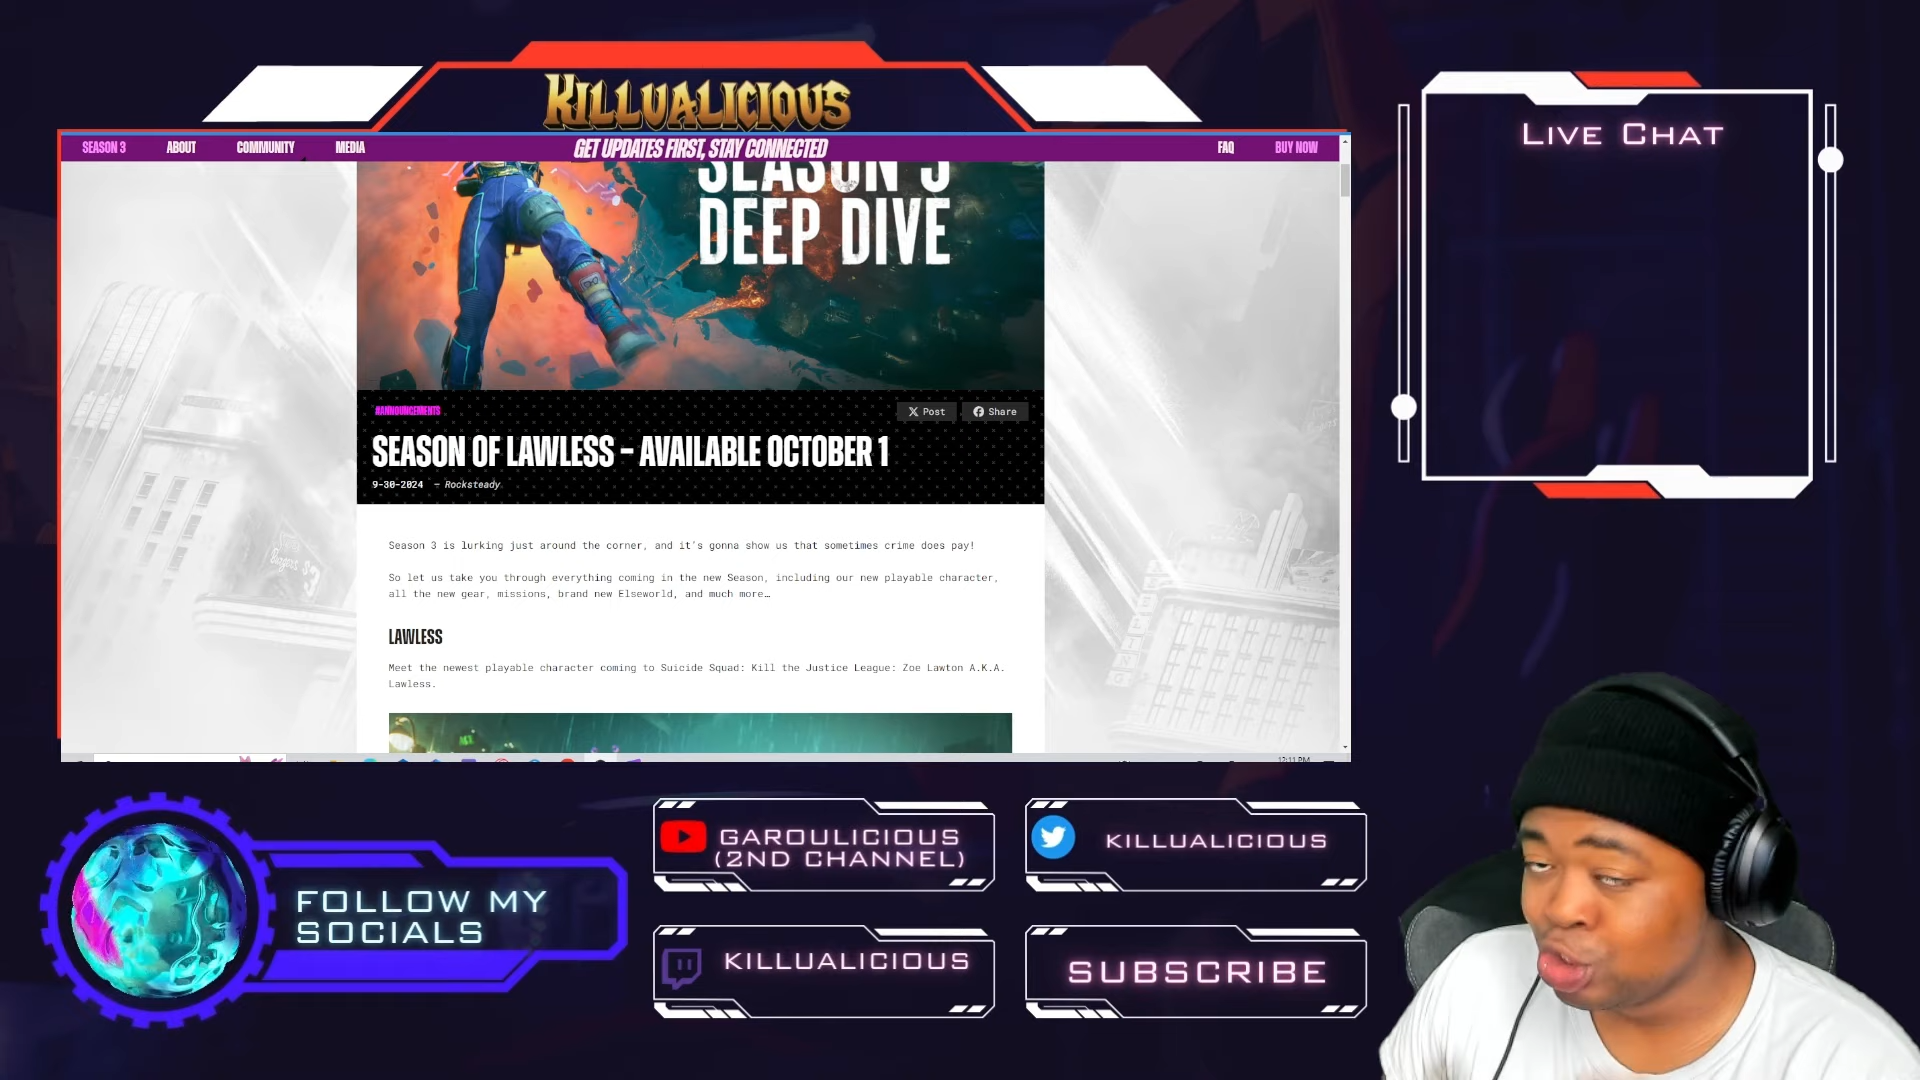 KILLUALICIOUS
SEASON 3 ABOUT COMMUNITY MEDIA GET UPDATES FIRST, STAY CONNECTED FAQ BUY NOW
SEASON 3
DEEP DIVE
#ANNOUNCEMENTS
Post Share
SEASON OF LAWLESS – AVAILABLE OCTOBER 1
9-30-2024 – Rocksteady
Season 3 is lurking just around the corner, and it's gonna show us that sometimes crime does pay!
So let us take you through everything coming in the new Season, including our new playable character,
all the new gear, missions, brand new Elseworld, and much more…
LAWLESS
Meet the newest playable character coming to Suicide Squad: Kill the Justice League: Zoe Lawton A.K.A.
Lawless.
12:11 PM
LIVE CHAT
FOLLOW MY
SOCIALS
GAROULICIOUS
(2ND CHANNEL)
KILLUALICIOUS
KILLUALICIOUS
SUBSCRIBE